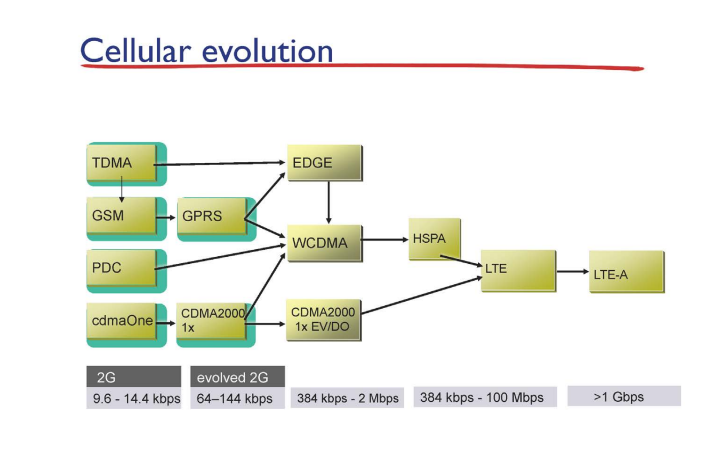 Cellular evolution
TDMA
EDGE
GSM
GPRS
WCDMA
HSPA
PDC
LTE
LTE-A
cdmaOne
CDMA2000
1x
CDMA2000
1x EV/DO
2G
evolved 2G
9.6 - 14.4 kbps
64–144 kbps
384 kbps - 2 Mbps
384 kbps - 100 Mbps
>1 Gbps